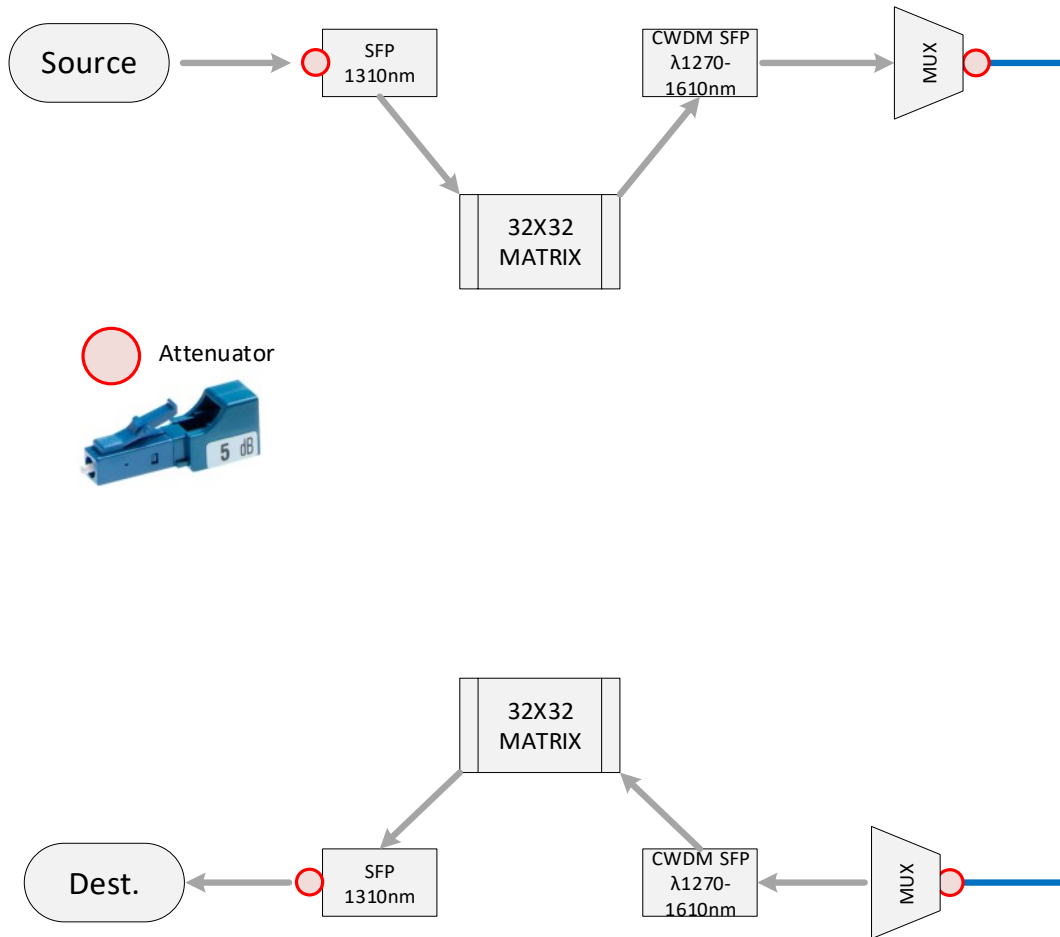 Source
SFP
1310nm
CWDM SFP
λ1270-
1610nm
MUX
32X32
MATRIX
Attenuator
5 dB
32X32
MATRIX
Dest.
SFP
1310nm
CWDM SFP
λ1270-
1610nm
MUX